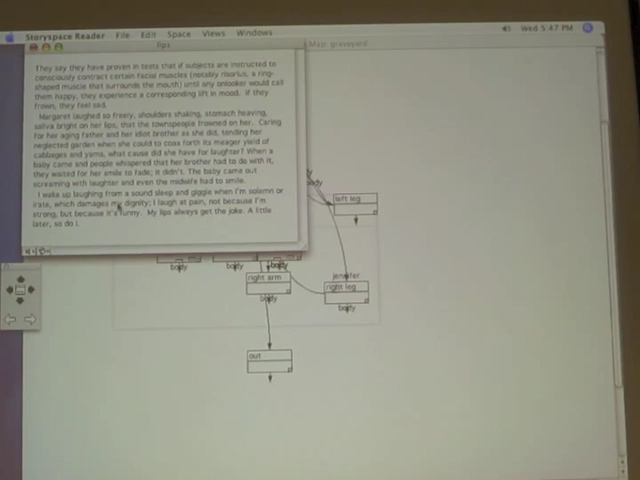 Storyspace Reader File Edit Space Views Windows Wed 5:47 PM
lips
Map: graveyard
They say they have proven in tests that if subjects are instructed to
consciously contract certain facial muscles (notably risorius, a ring-
shaped muscle that surrounds the mouth) until any onlooker would call
them happy, they experience a corresponding lift in mood. If they
frown, they feel sad.
Margaret laughed so freely, shoulders shaking, stomach heaving,
saliva bright on her lips, that the townspeople frowned on her. Caring
for her aging father and her idiot brother as she did, tending her
neglected garden when she could to coax forth its meager yield of
cabbages and yams, what cause did she have for laughter? When a
baby came and people whispered that her brother had to do with it,
they waited for her smile to fade; it didn't. The baby came out
screaming with laughter and even the midwife had to smile.
I wake up laughing from a sound sleep and giggle when I'm solemn or
irate, which damages my dignity; I laugh at pain, not because I'm
strong, but because it's funny. My lips always get the joke. A little
later, so do I.
body
left leg
body
body
body
right arm
body
jennifer
right leg
body
out